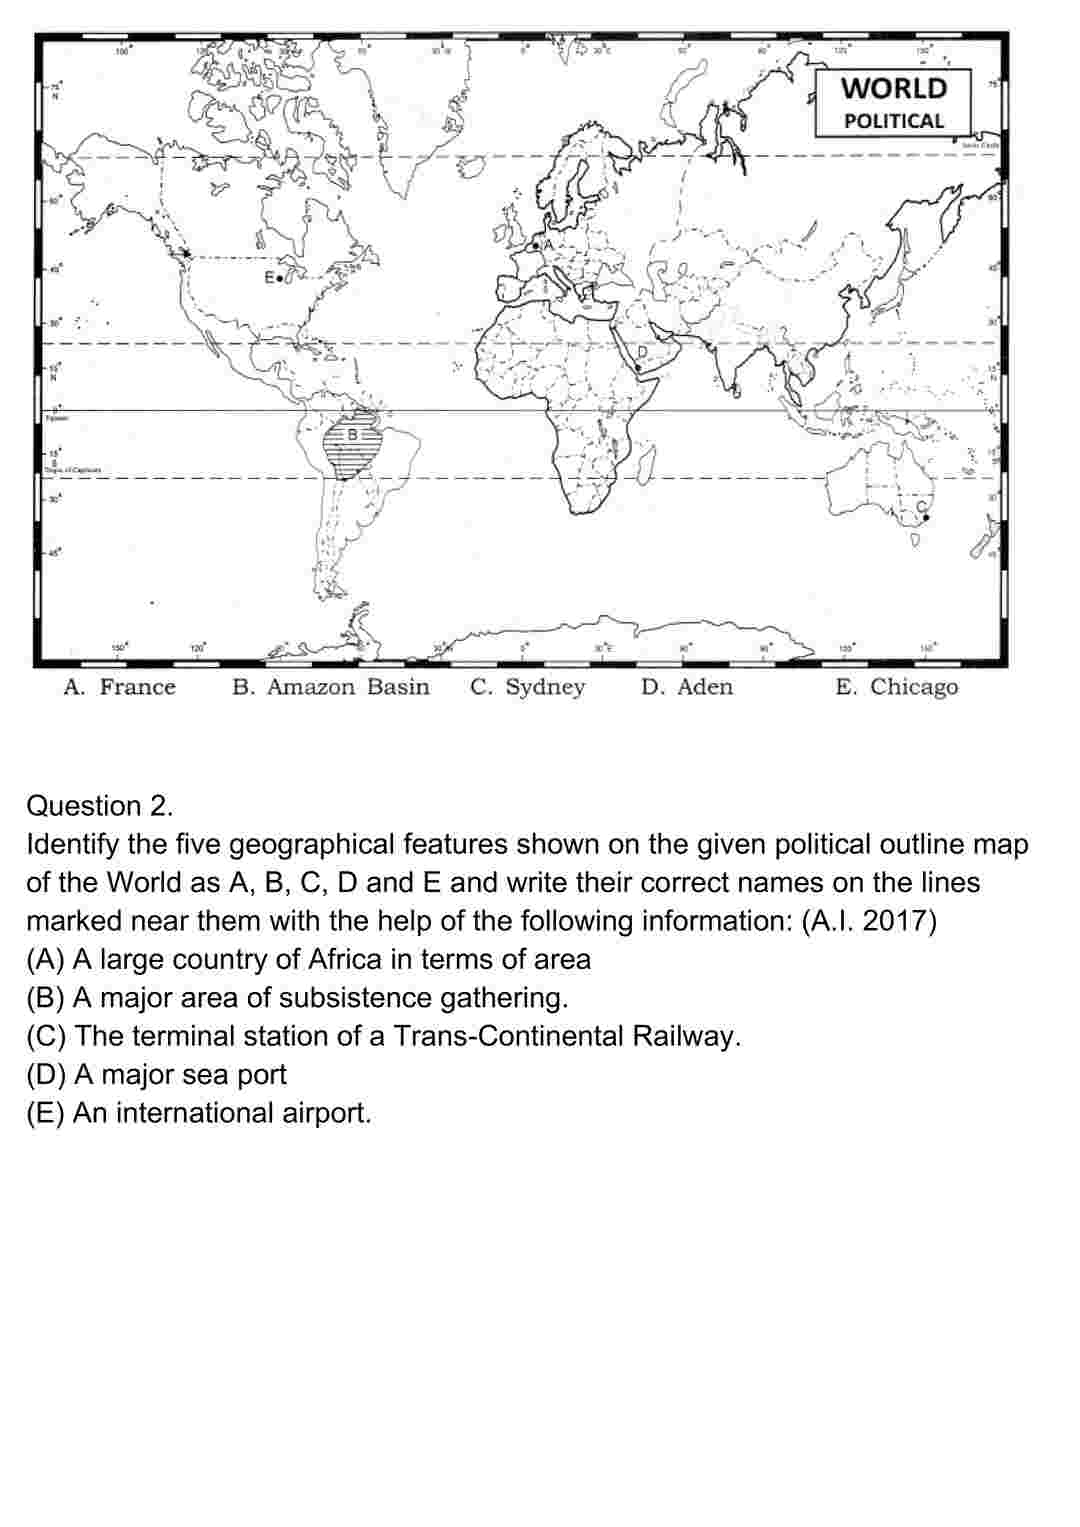 WORLD
POLITICAL
A
E
D
B
C
A. France B. Amazon Basin C. Sydney D. Aden E. Chicago
Question 2.
Identify the five geographical features shown on the given political outline map
of the World as A, B, C, D and E and write their correct names on the lines
marked near them with the help of the following information: (A.I. 2017)
(A) A large country of Africa in terms of area
(B) A major area of subsistence gathering.
(C) The terminal station of a Trans-Continental Railway.
(D) A major sea port
(E) An international airport.